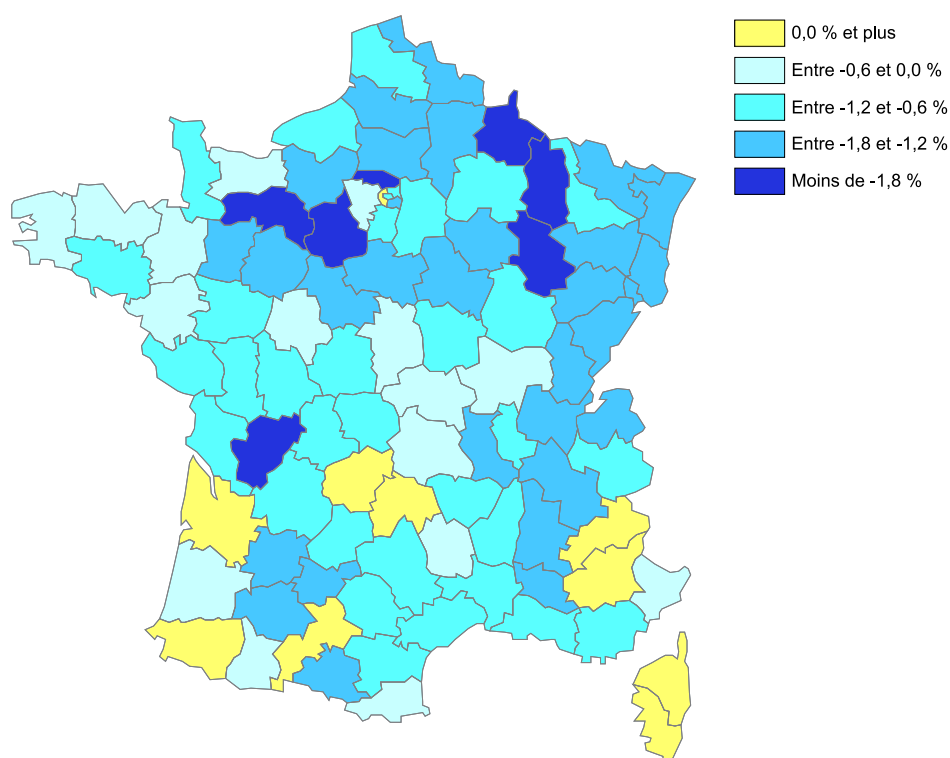 0,0 % et plus
Entre -0,6 et 0,0 %
Entre -1,2 et -0,6 %
Entre -1,8 et -1,2 %
Moins de -1,8 %